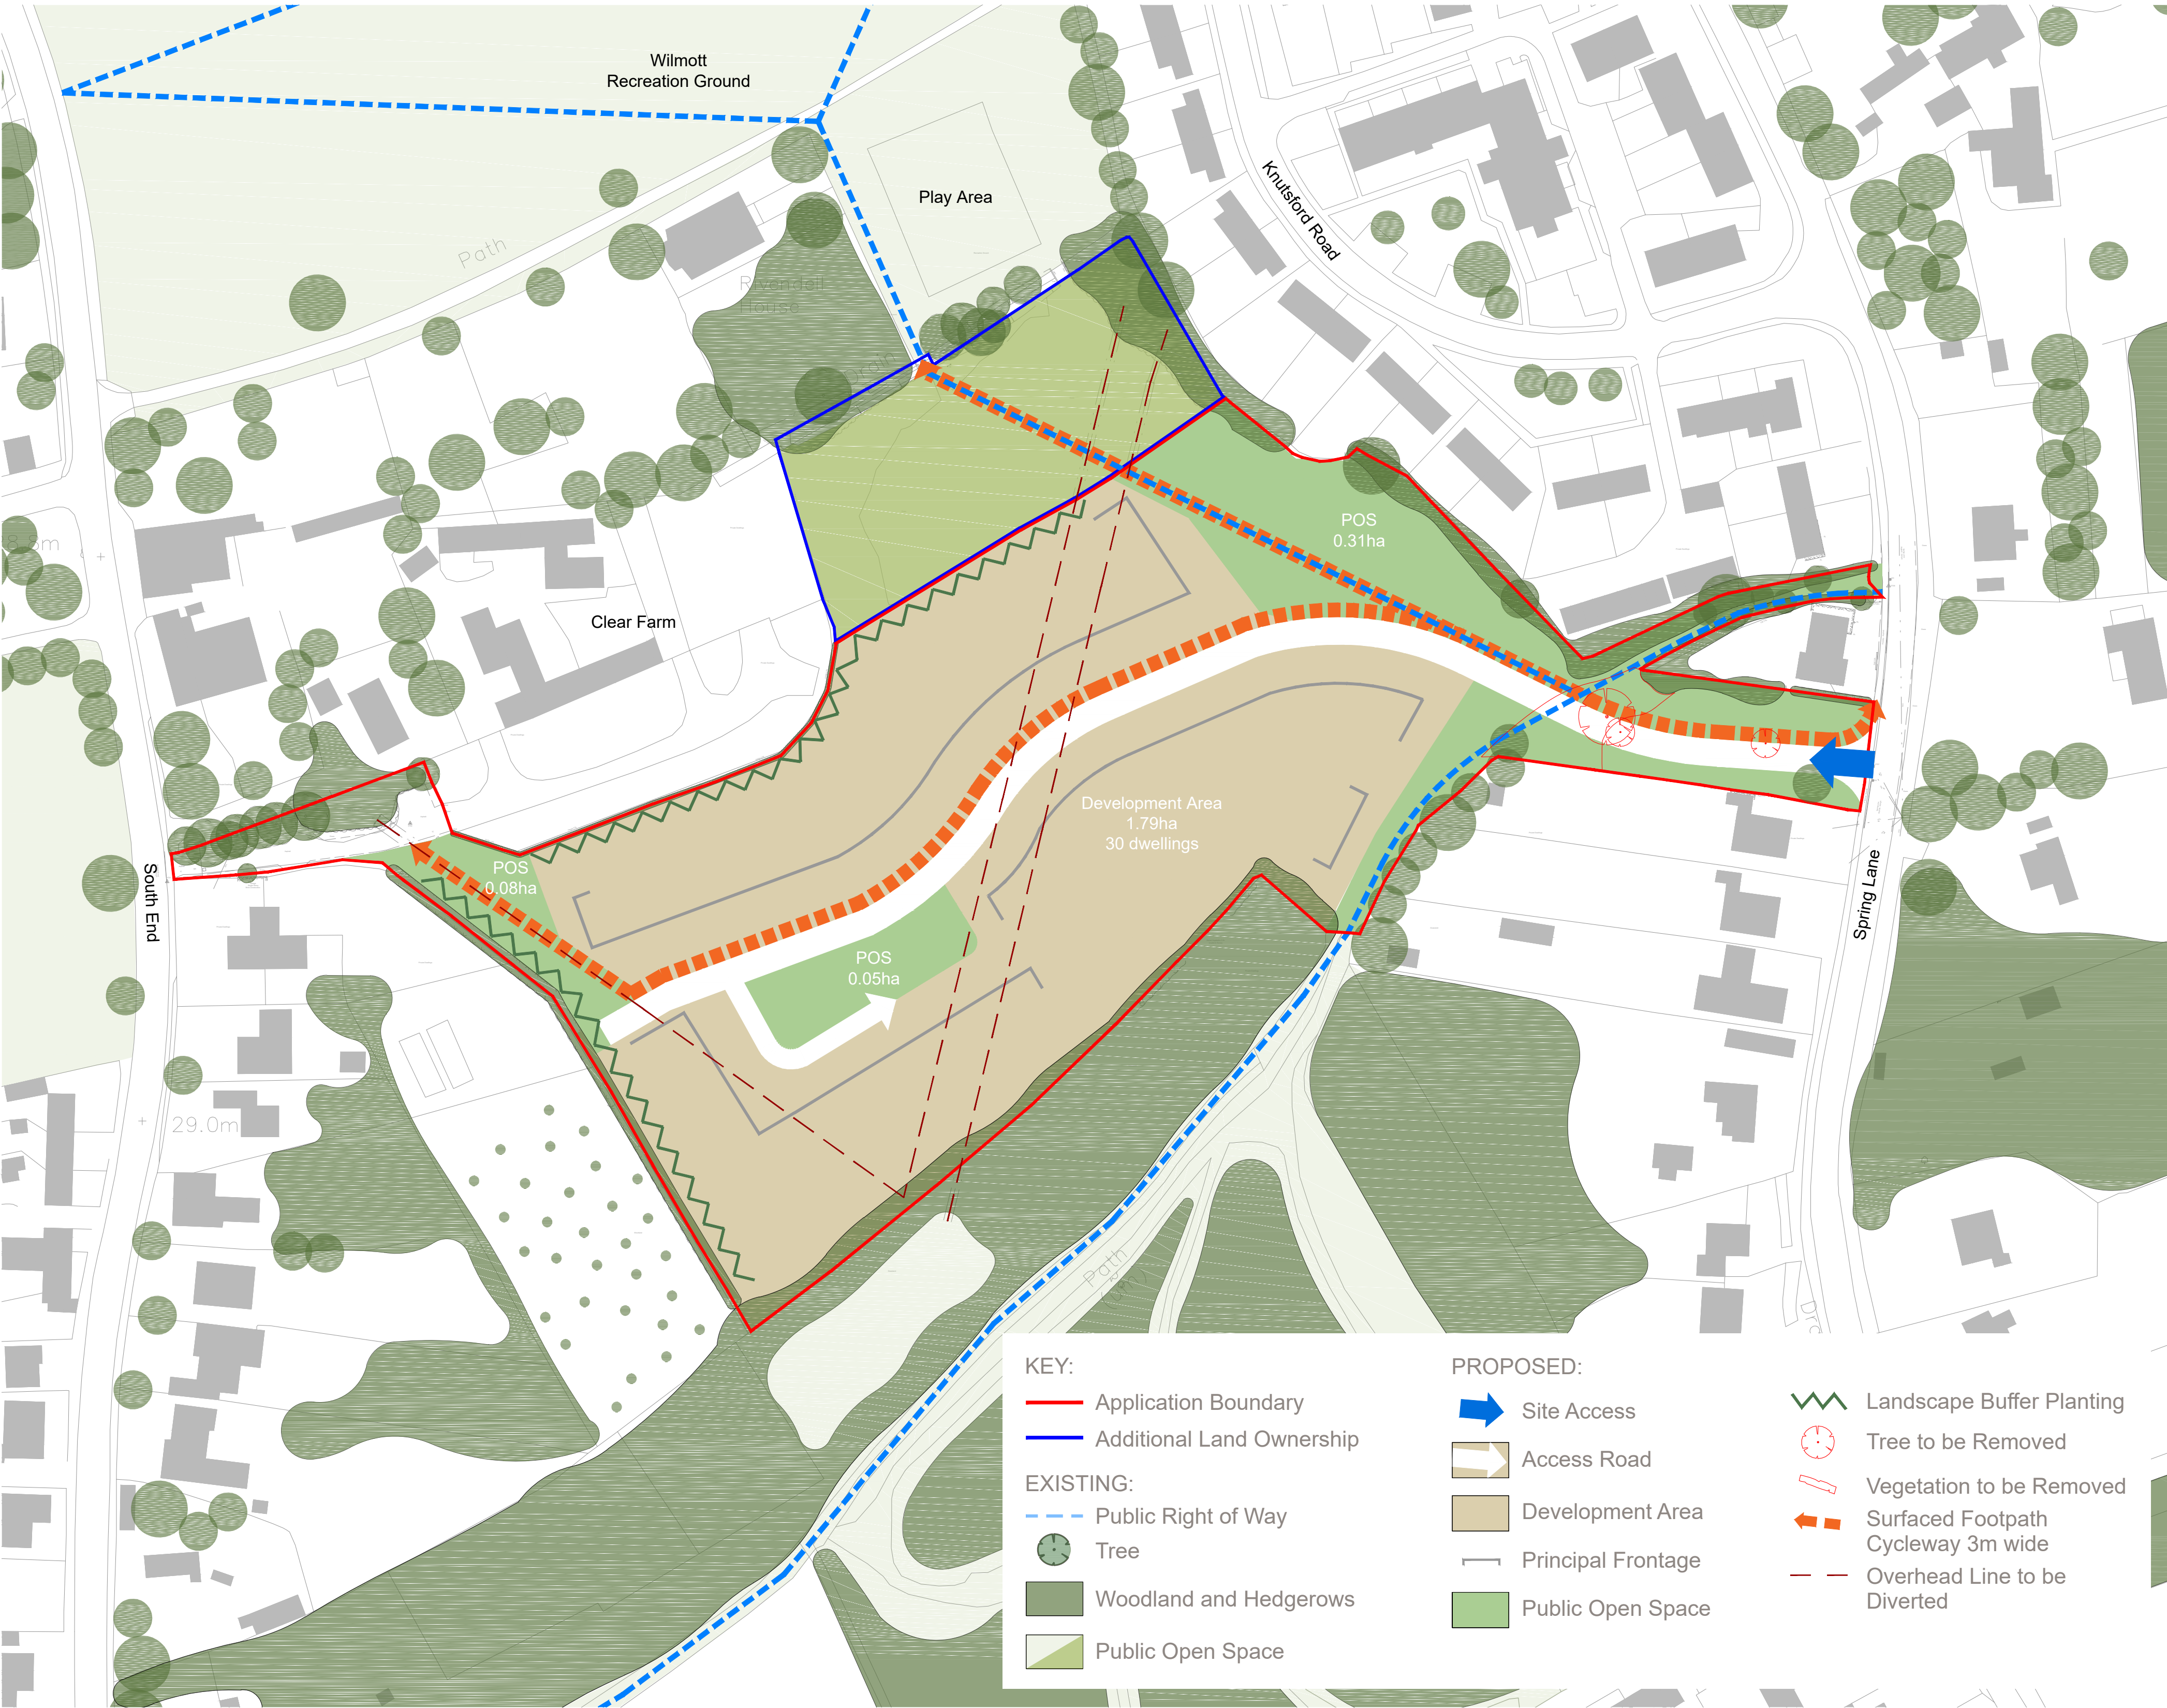 Wilmott
Recreation Ground
Play Area
Knutsford Road
Path
Rivendell
House
Drain
Clear Farm
POS
0.31ha
Development Area
1.79ha
30 dwellings
POS
0.08ha
POS
0.05ha
South End
Spring Lane
29.0m
Path
KEY:
Application Boundary
Additional Land Ownership
EXISTING:
Public Right of Way
Tree
Woodland and Hedgerows
Public Open Space
PROPOSED:
Site Access
Access Road
Development Area
Principal Frontage
Public Open Space
Landscape Buffer Planting
Tree to be Removed
Vegetation to be Removed
Surfaced Footpath
Cycleway 3m wide
Overhead Line to be
Diverted